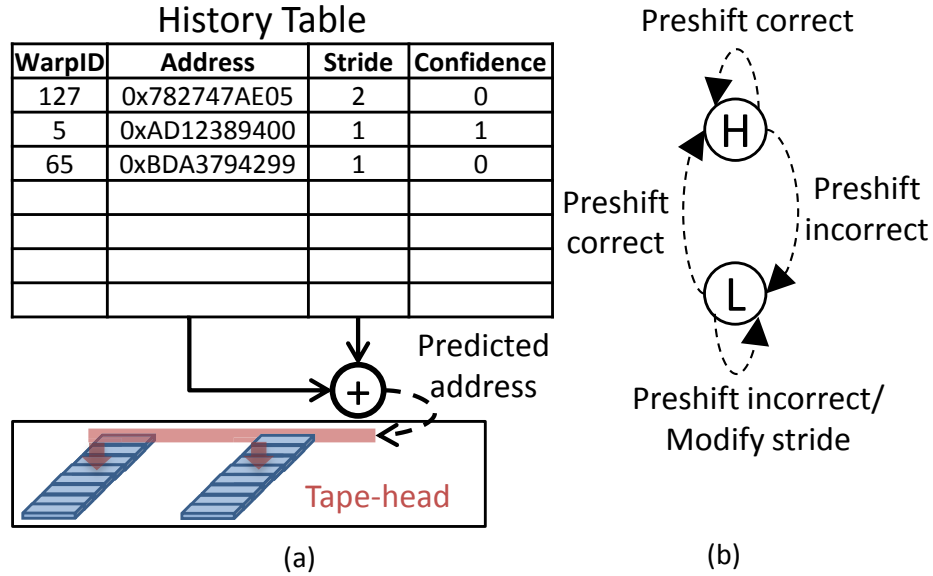 History Table
WarpID Address Stride Confidence
127 0x782747AE05 2 0
5 0xAD12389400 1 1
65 0xBDA3794299 1 0
Predicted
address
+
Tape-head
(a)
Preshift correct
H
Preshift
correct
Preshift
incorrect
L
Preshift incorrect/
Modify stride
(b)